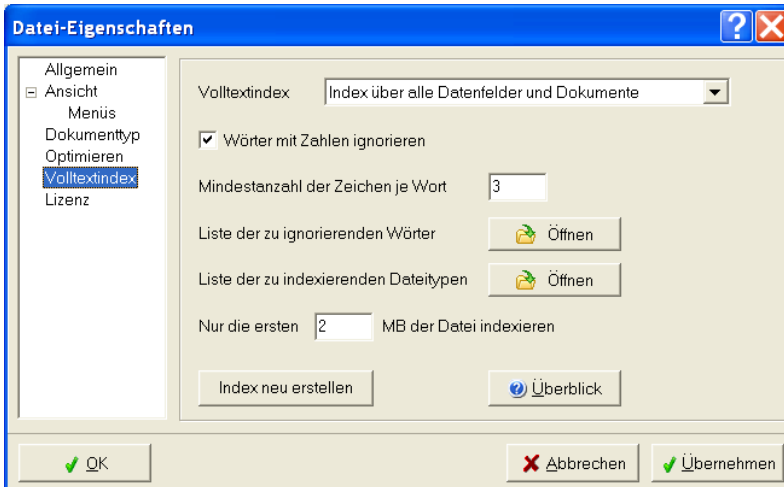 Datei-Eigenschaften
Allgemein
Ansicht
Menüs
Dokumenttyp
Optimieren
Volltextindex
Lizenz
Volltextindex Index über alle Datenfelder und Dokumente
Wörter mit Zahlen ignorieren
Mindestanzahl der Zeichen je Wort 3
Liste der zu ignorierenden Wörter Öffnen
Liste der zu indexierenden Dateitypen Öffnen
Nur die ersten 2 MB der Datei indexieren
Index neu erstellen Überblick
OK Abbrechen Übernehmen